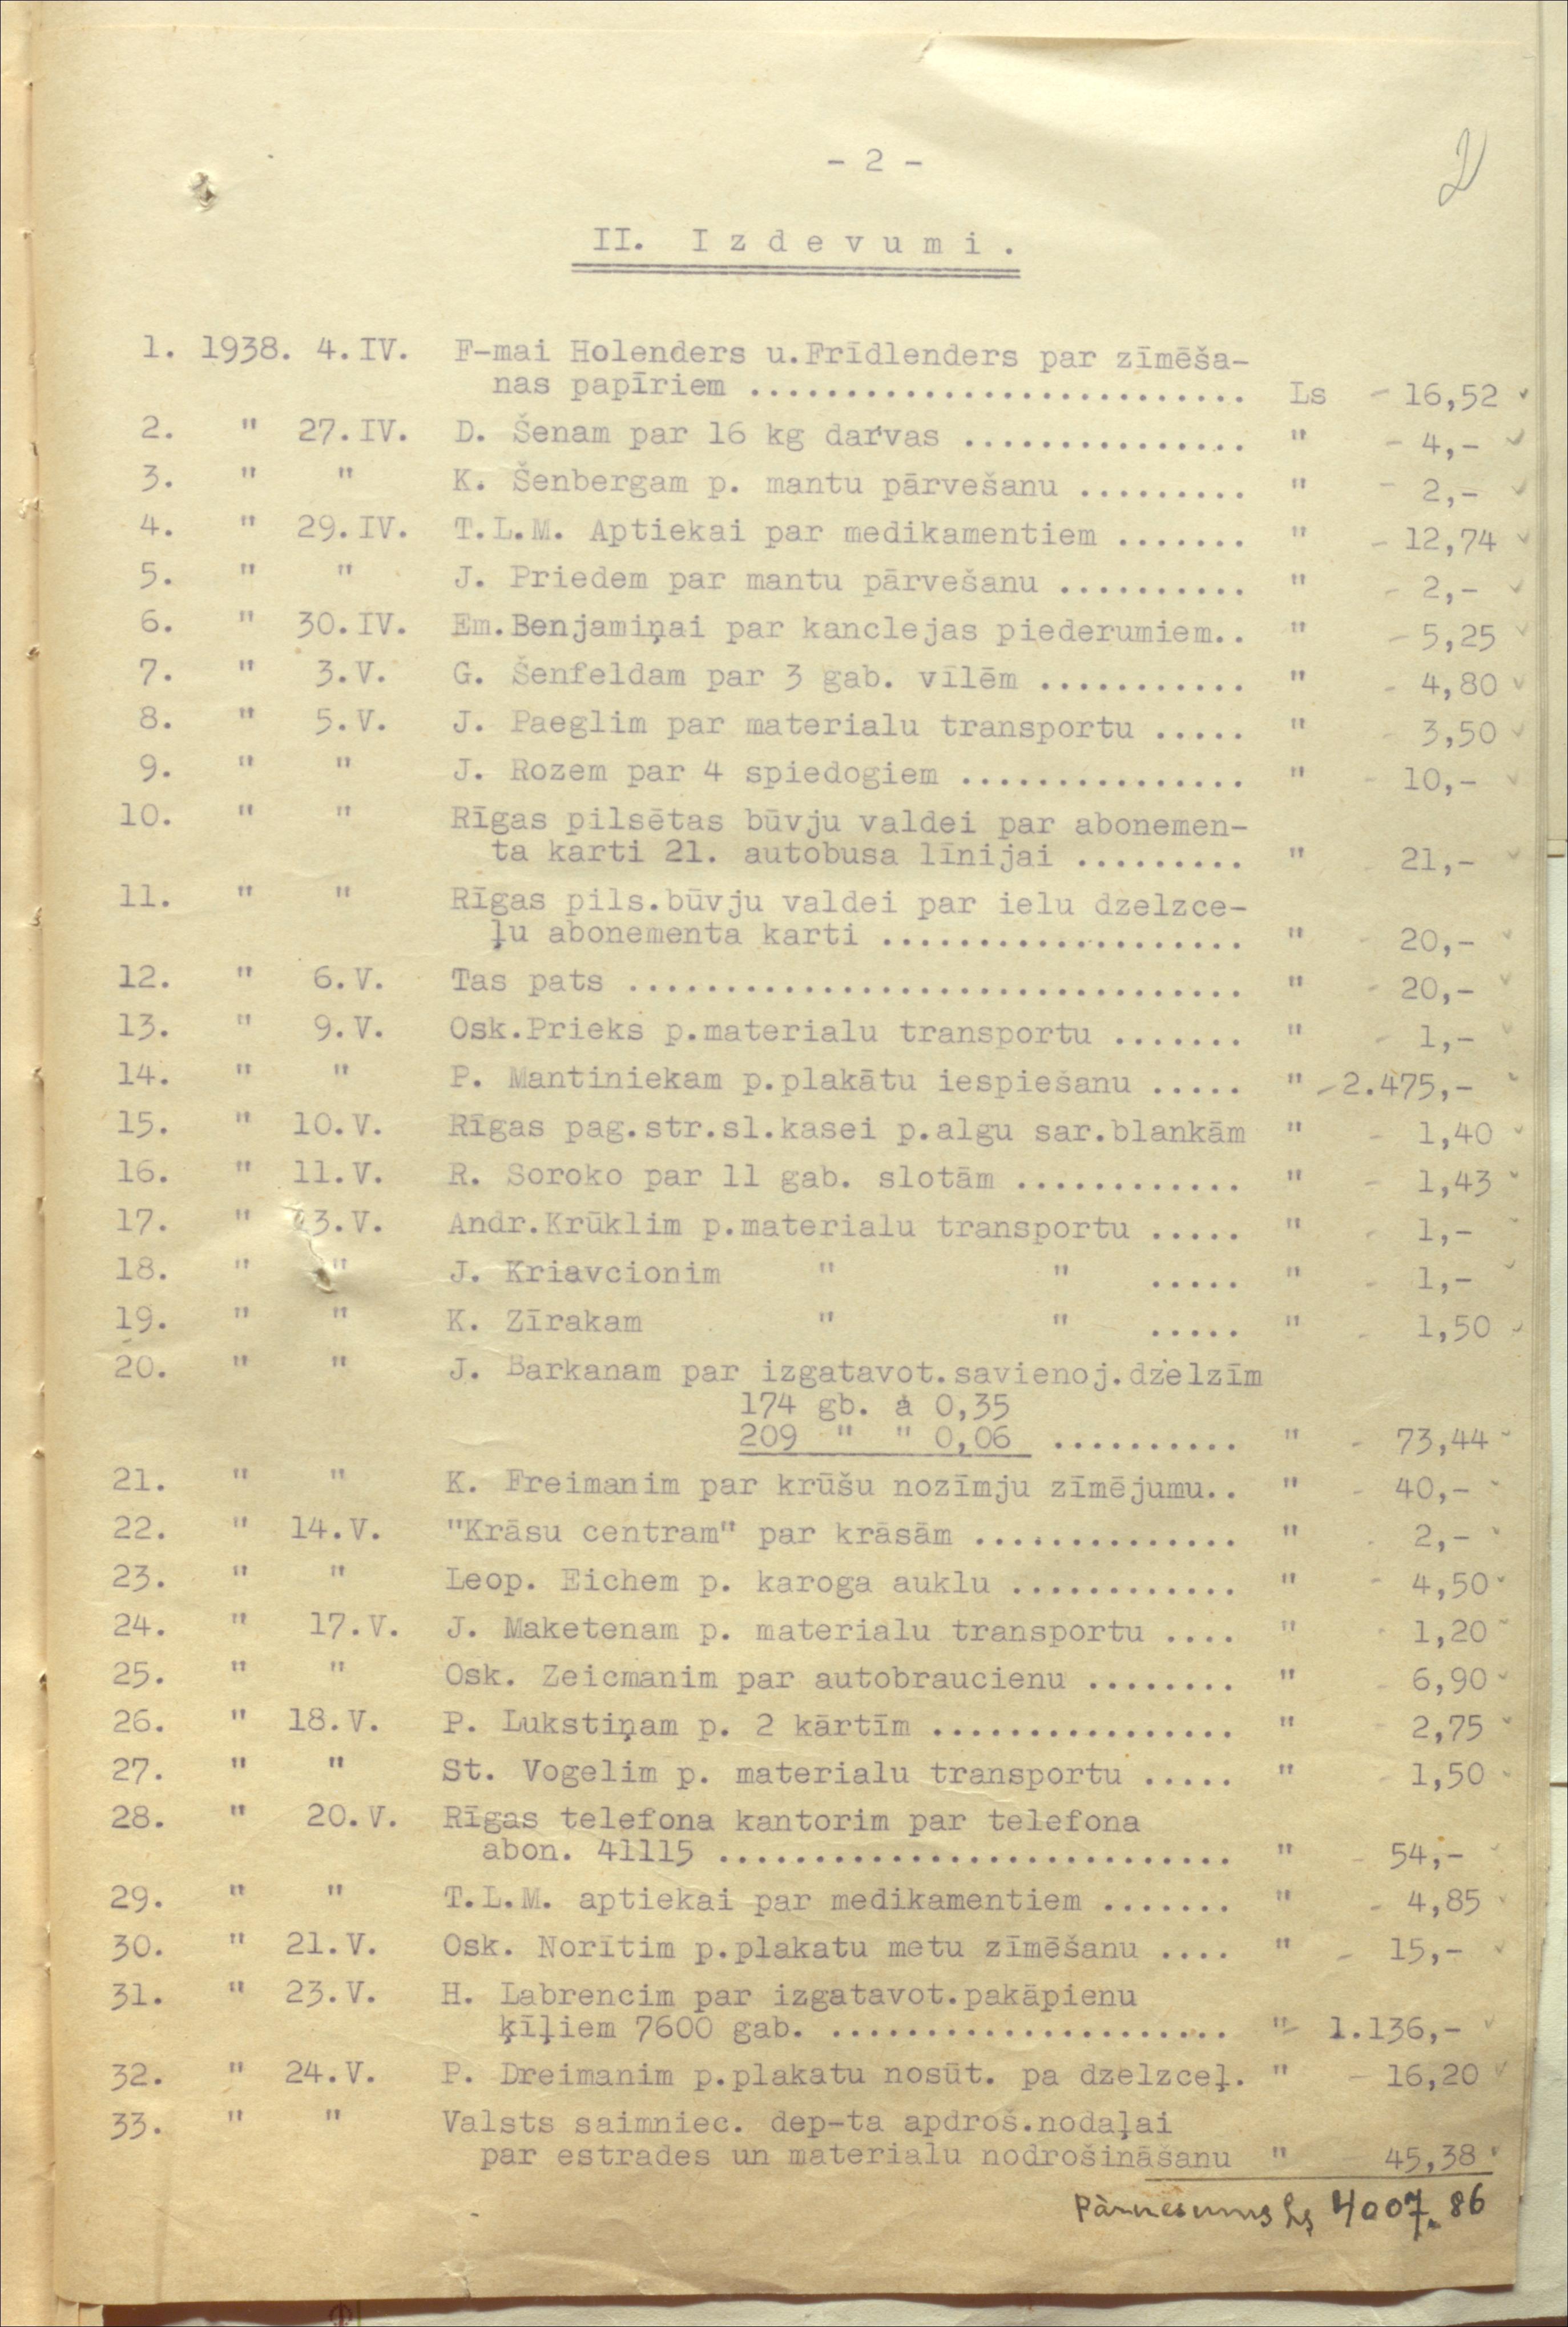 - 2 -
2
II. Izdevumi.
1. 1938. 4.IV. F-mai Holenders u.Frīdlenders par zīmēša-
nas papīriem .......................... Ls - 16,52
2. " 27.IV. D. Šenam par 16 kg darvas ............... " - 4,-
3. " " K. Šenbergam p. mantu pārvešanu ......... " - 2,-
4. " 29.IV. T.L.M. Aptiekai par medikamentiem ....... " - 12,74
5. " " J. Priedem par mantu pārvešanu .......... " - 2,-
6. " 30.IV. Em.Benjamiņai par kanclejas piederumiem.. " - 5,25
7. " 3.V. G. Šenfeldam par 3 gab. vīlēm ........... " - 4,80
8. " 5.V. J. Paeglim par materialu transportu ..... " - 3,50
9. " " J. Rozem par 4 spiedogiem ............... " - 10,-
10. " " Rīgas pilsētas būvju valdei par abonemen-
ta karti 21. autobusa līnijai ......... " 21,-
11. " " Rīgas pils.būvju valdei par ielu dzelzce-
ļu abonementa karti ................... " - 20,-
12. " 6.V. Tas pats ................................ " - 20,-
13. " 9.V. Osk.Prieks p.materialu transportu ....... " - 1,-
14. " " P. Mantiniekam p.plakātu iespiešanu ..... " - 2.475,-
15. " 10.V. Rīgas pag.str.sl.kasei p.algu sar.blankām " - 1,40
16. " 11.V. R. Soroko par 11 gab. slotām ............ " - 1,43
17. " 13.V. Andr.Krūklim p.materialu transportu ..... " - 1,-
18. " " J. Kriavcionim " " ..... " - 1,-
19. " " K. Zīrakam " " ..... " - 1,50
20. " " J. Barkanam par izgatavot.savienoj.dzelzīm
174 gb. à 0,35
209 " " 0,06 .......... " - 73,44
21. " " K. Freimanim par krūšu nozīmju zīmējumu.. " - 40,-
22. " 14.V. "Krāsu centram" par krāsām .............. " - 2,-
23. " " Leop. Eichem p. karoga auklu ............ " - 4,50
24. " 17.V. J. Maketenam p. materialu transportu .... " - 1,20
25. " " Osk. Zeicmanim par autobraucienu ........ " - 6,90
26. " 18.V. P. Lukstiņam p. 2 kārtīm ................ " - 2,75
27. " " St. Vogelim p. materialu transportu ..... " - 1,50
28. " 20.V. Rīgas telefona kantorim par telefona
abon. 41115 ........................... " - 54,-
29. " " T.L.M. aptiekai par medikamentiem ....... " - 4,85
30. " 21.V. Osk. Norītim p.plakatu metu zīmēšanu .... " - 15,-
31. " 23.V. H. Labrencim par izgatavot.pakāpienu
ķīļiem 7600 gab. ..................... " - 1.136,-
32. " 24.V. P. Dreimanim p.plakatu nosūt. pa dzelzceļ. " - 16,20
33. " " Valsts saimniec. dep-ta apdroš.nodaļai
par estrades un materialu nodrošināšanu " 45,38
Pārnesums Ls 4007.86